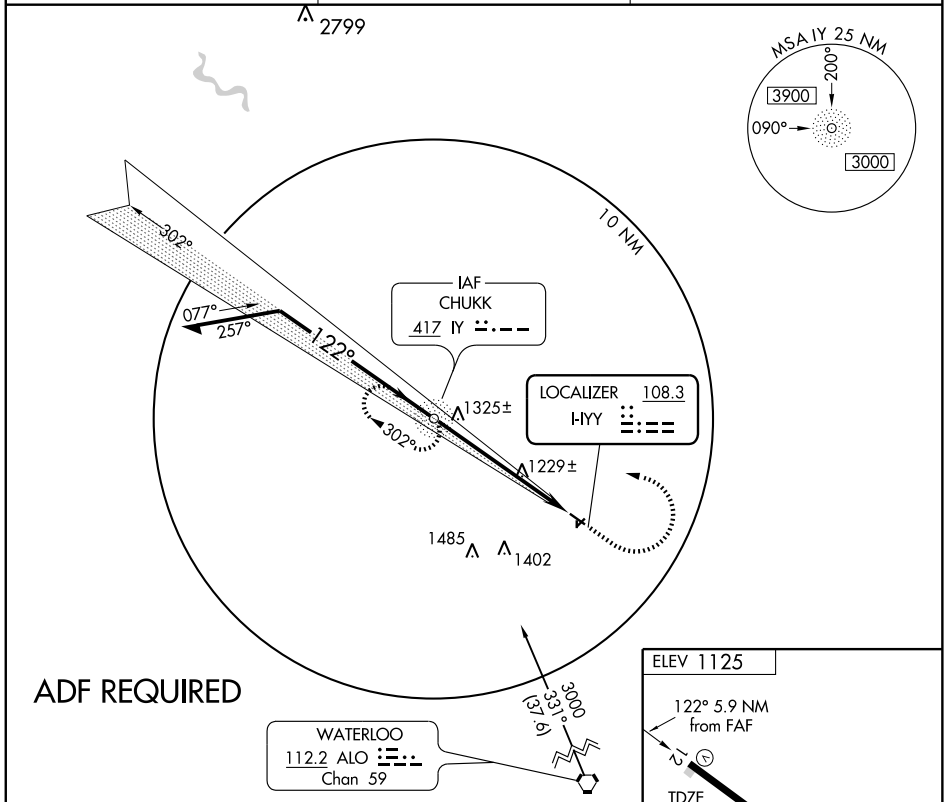 2799
MSA IY 25 NM
200°
3900
090°
3000
10 NM
302°
IAF
CHUKK
417 IY
077°
257°
122°
LOCALIZER 108.3
I-IYY
1325±
302°
1229±
1485
1402
ADF REQUIRED
3000
331°
(37.6)
WATERLOO
112.2 ALO
Chan 59
ELEV 1125
122° 5.9 NM
from FAF
12
V
TDZE